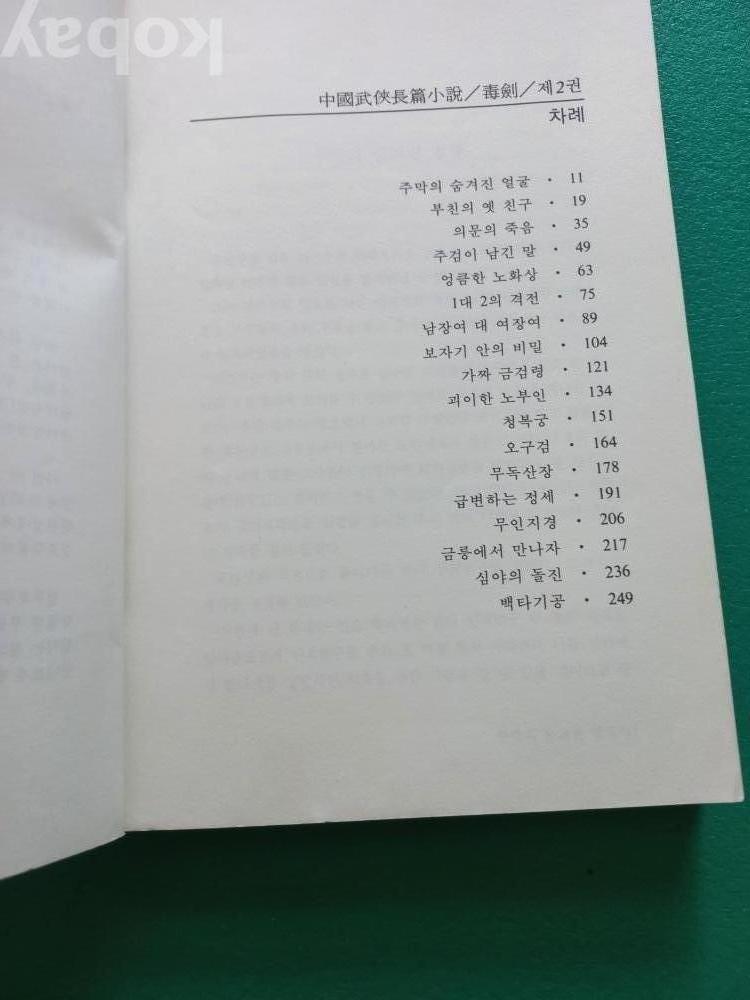 kobay
中國武俠長篇小說/毒劍/제2권
차례
주막의 숨겨진 얼굴 · 11
부친의 옛 친구 · 19
의문의 죽음 · 35
주검이 남긴 말 · 49
엉큼한 노화상 · 63
1대 2의 격전 · 75
남장여 대 여장여 · 89
보자기 안의 비밀 · 104
가짜 금검령 · 121
괴이한 노부인 · 134
청복궁 · 151
오구검 · 164
무독산장 · 178
급변하는 정세 · 191
무인지경 · 206
금릉에서 만나자 · 217
심야의 돌진 · 236
백타기공 · 249